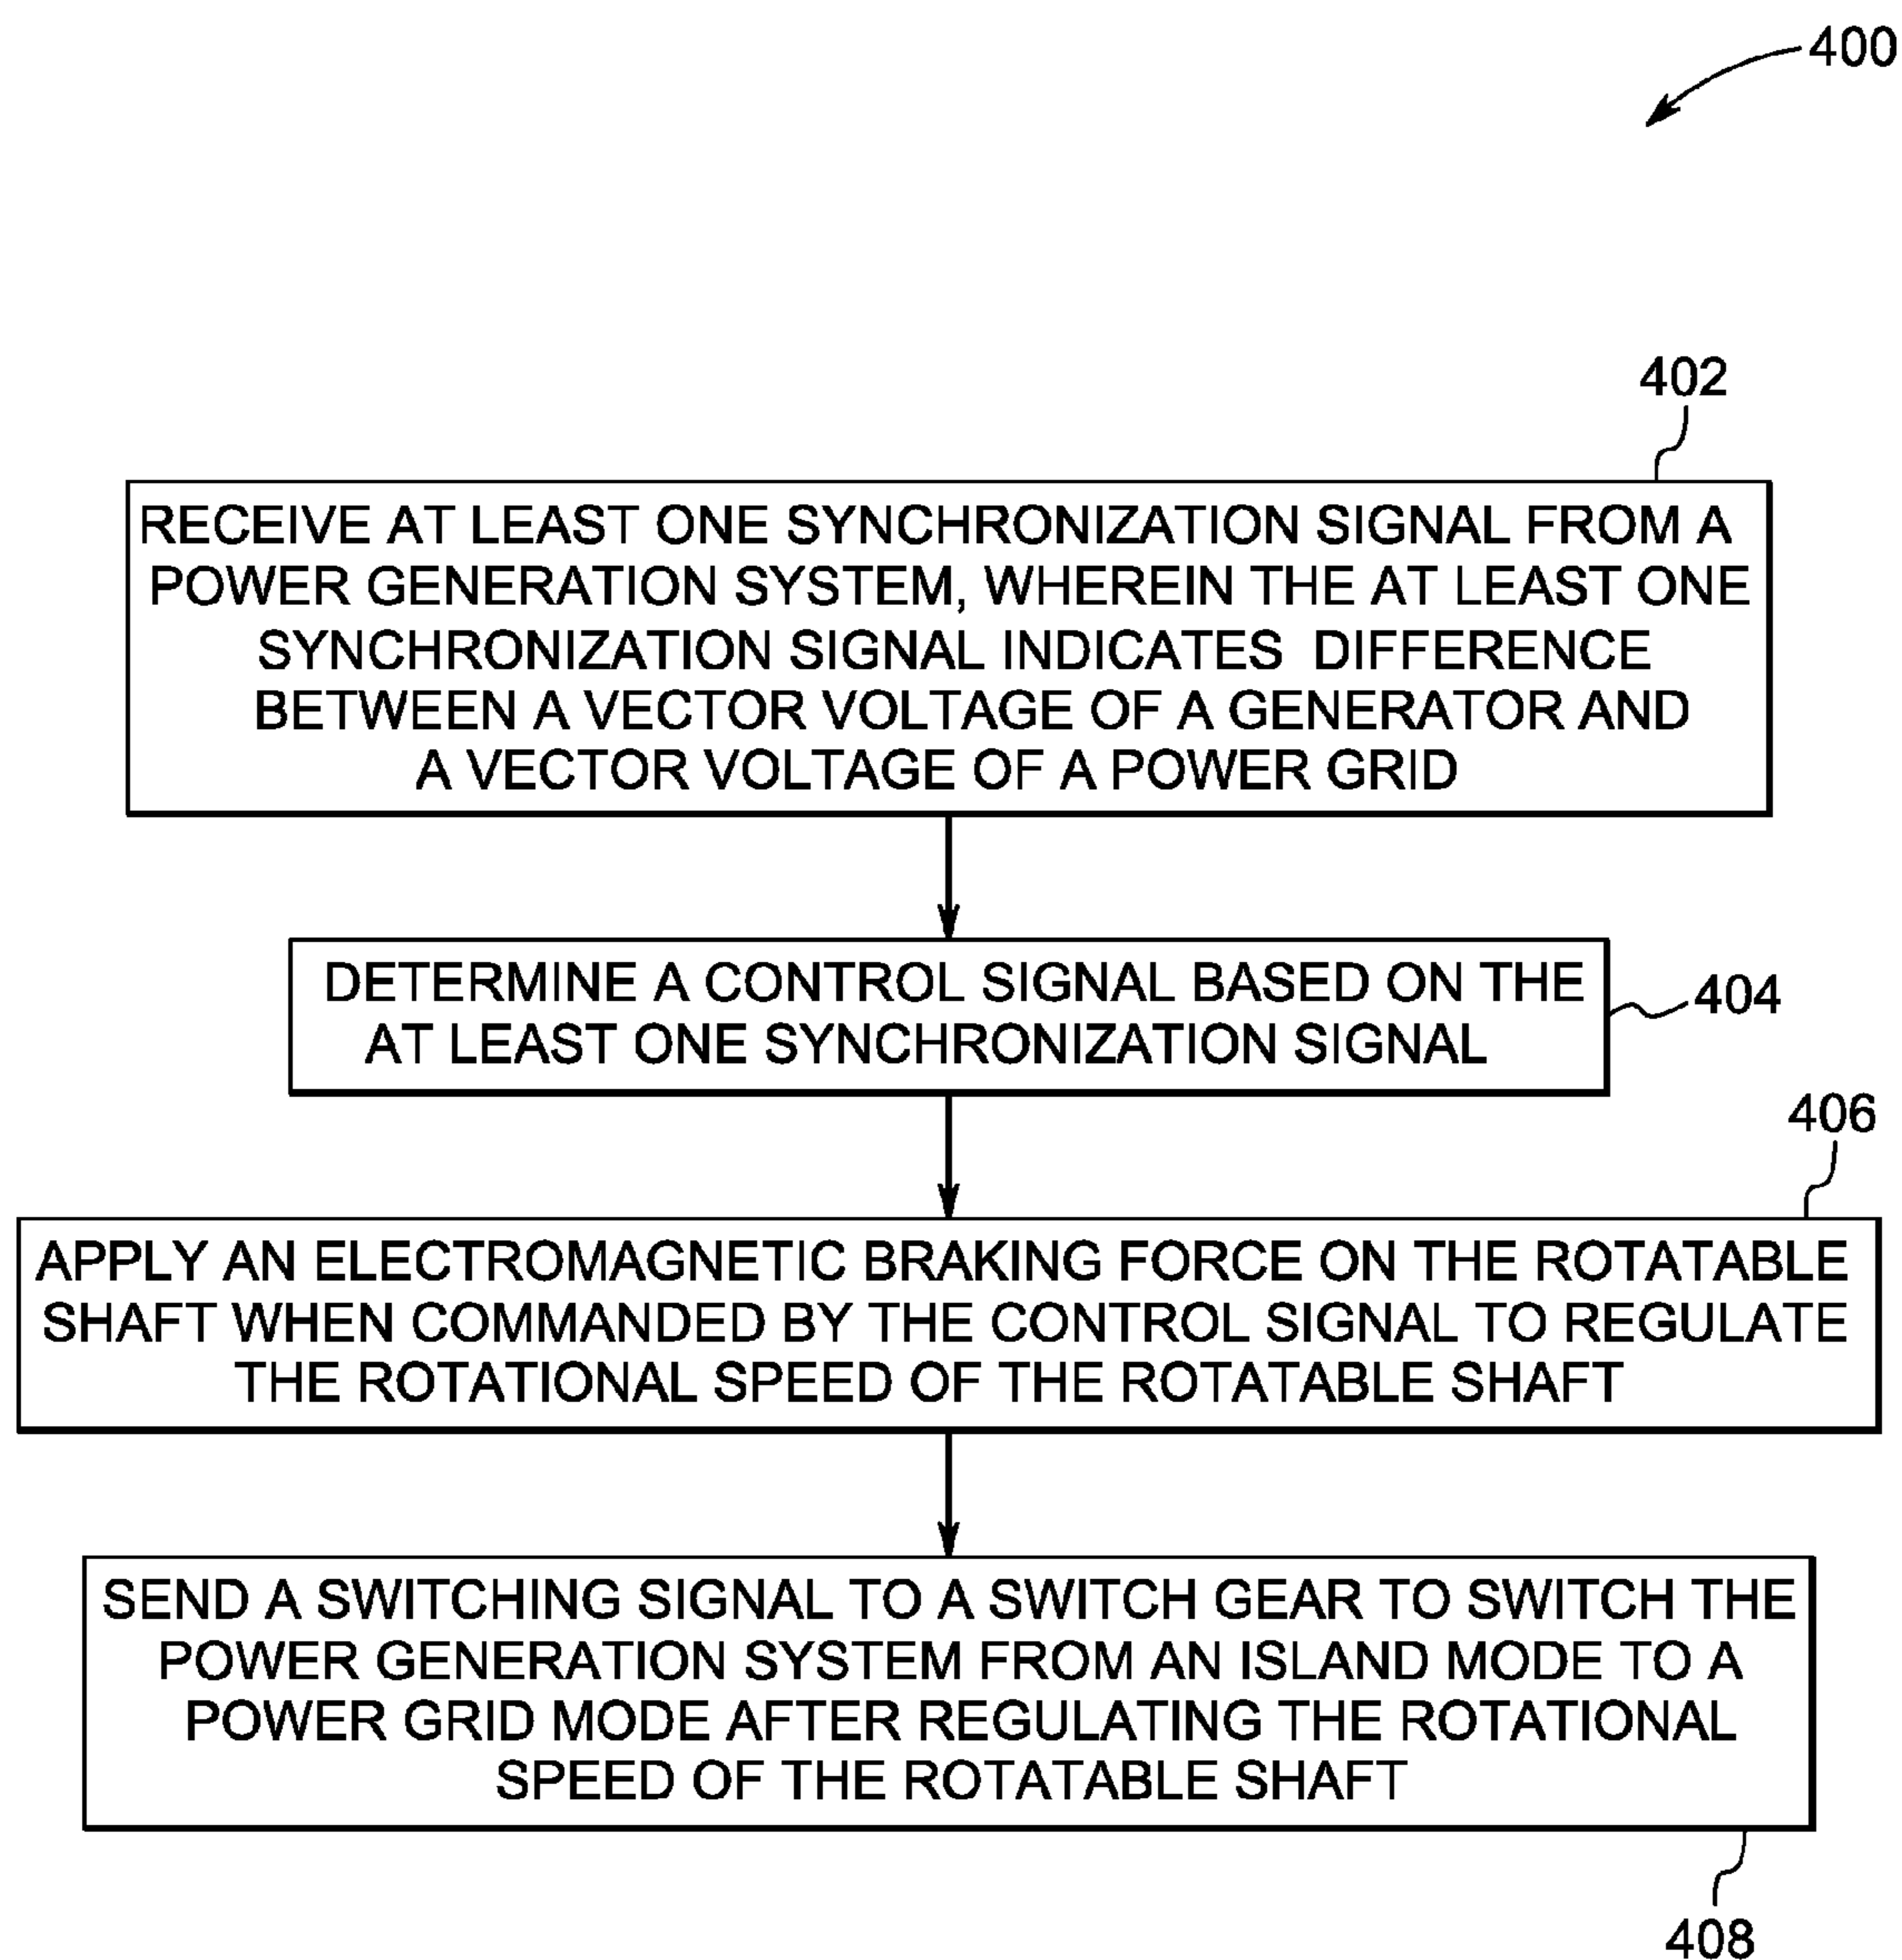 400
402
RECEIVE AT LEAST ONE SYNCHRONIZATION SIGNAL FROM A
POWER GENERATION SYSTEM, WHEREIN THE AT LEAST ONE
SYNCHRONIZATION SIGNAL INDICATES DIFFERENCE
BETWEEN A VECTOR VOLTAGE OF A GENERATOR AND
A VECTOR VOLTAGE OF A POWER GRID
DETERMINE A CONTROL SIGNAL BASED ON THE
AT LEAST ONE SYNCHRONIZATION SIGNAL
404
406
APPLY AN ELECTROMAGNETIC BRAKING FORCE ON THE ROTATABLE
SHAFT WHEN COMMANDED BY THE CONTROL SIGNAL TO REGULATE
THE ROTATIONAL SPEED OF THE ROTATABLE SHAFT
SEND A SWITCHING SIGNAL TO A SWITCH GEAR TO SWITCH THE
POWER GENERATION SYSTEM FROM AN ISLAND MODE TO A
POWER GRID MODE AFTER REGULATING THE ROTATIONAL
SPEED OF THE ROTATABLE SHAFT
408